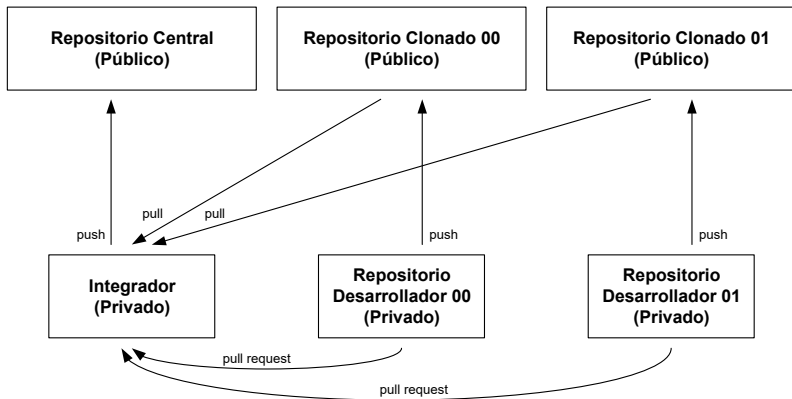 Repositorio Central
(Público)
Repositorio Clonado 00
(Público)
Repositorio Clonado 01
(Público)
pull
pull
push
push
push
Integrador
(Privado)
Repositorio
Desarrollador 00
(Privado)
Repositorio
Desarrollador 01
(Privado)
pull request
pull request